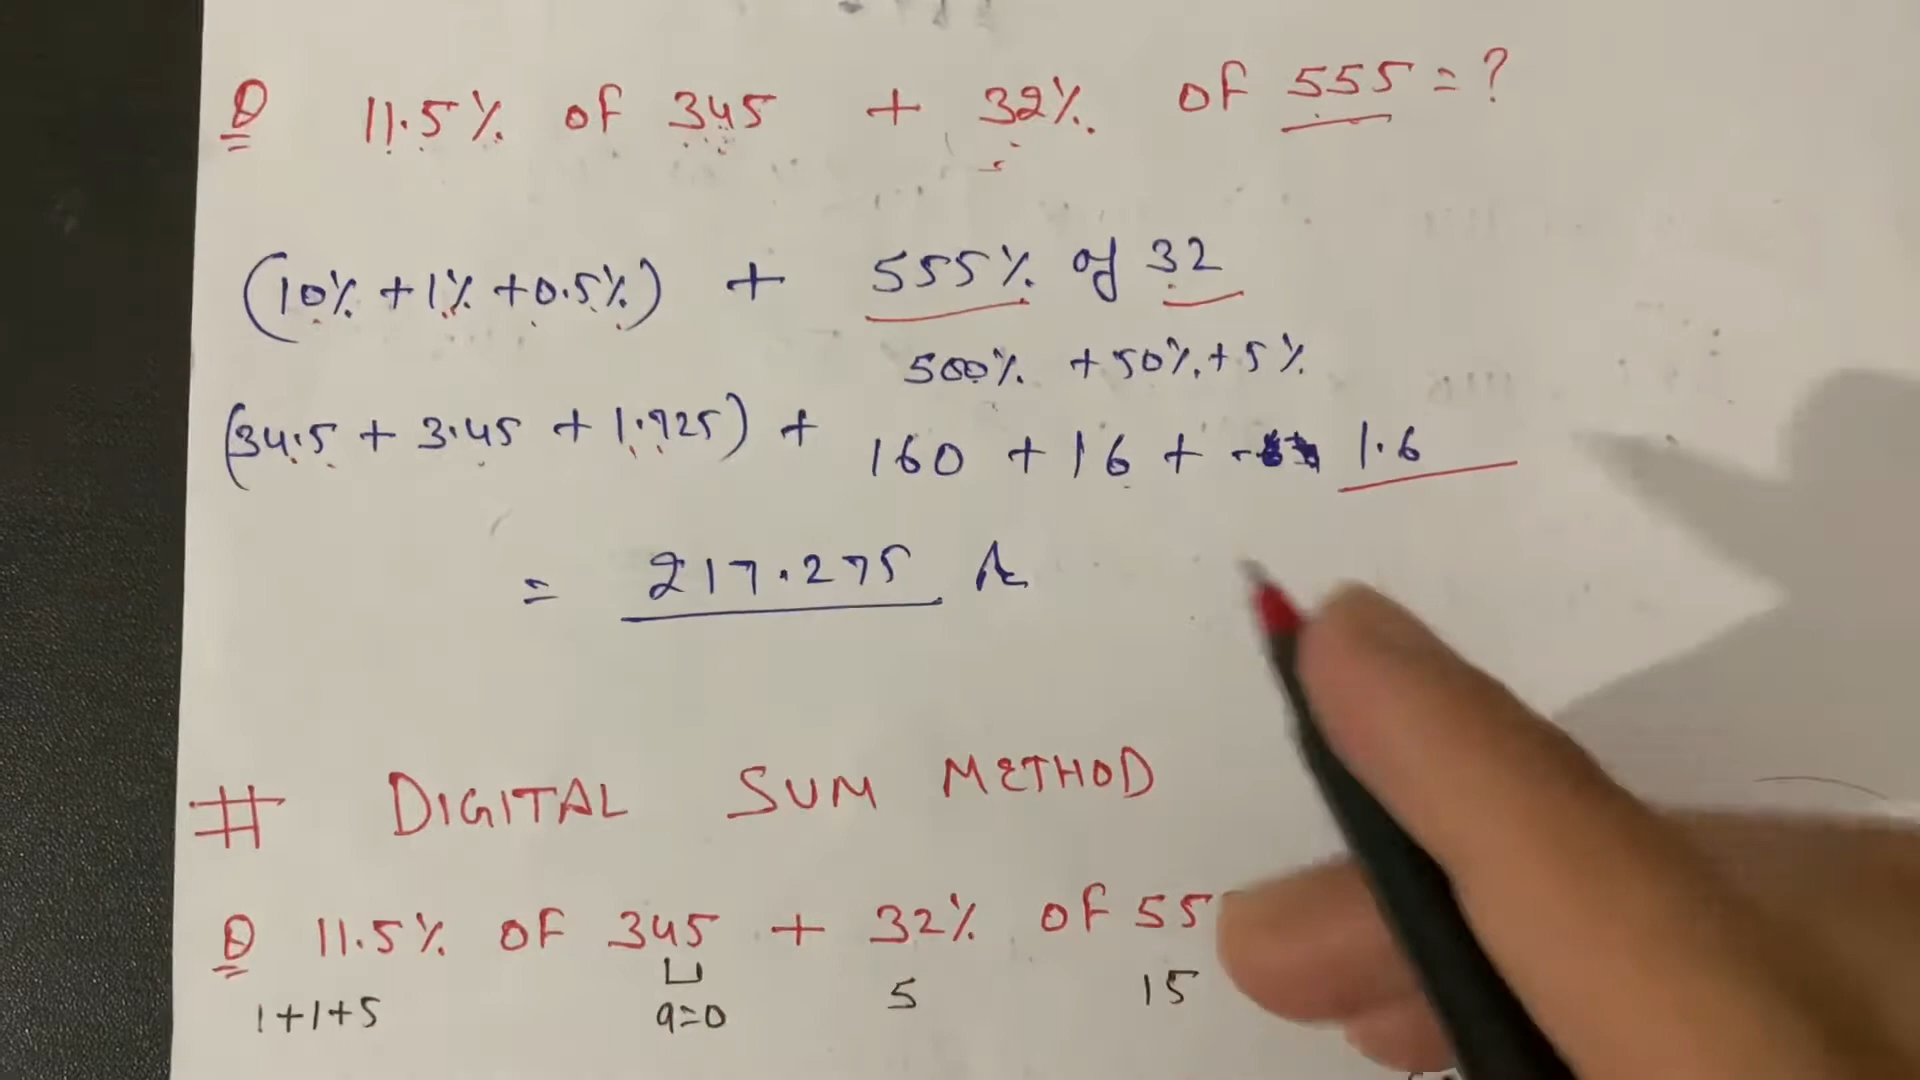 Q 11.5% OF 345 + 32% OF 555 = ?
(10% + 1% + 0.5%) + 555% of 32
500% + 50% + 5%
(34.5 + 3.45 + 1.725) + 160 + 16 + 1.6
= 217.275 A
# DIGITAL SUM METHOD
Q 11.5% OF 345 + 32% OF 55
1+1+5 9=0 5 15